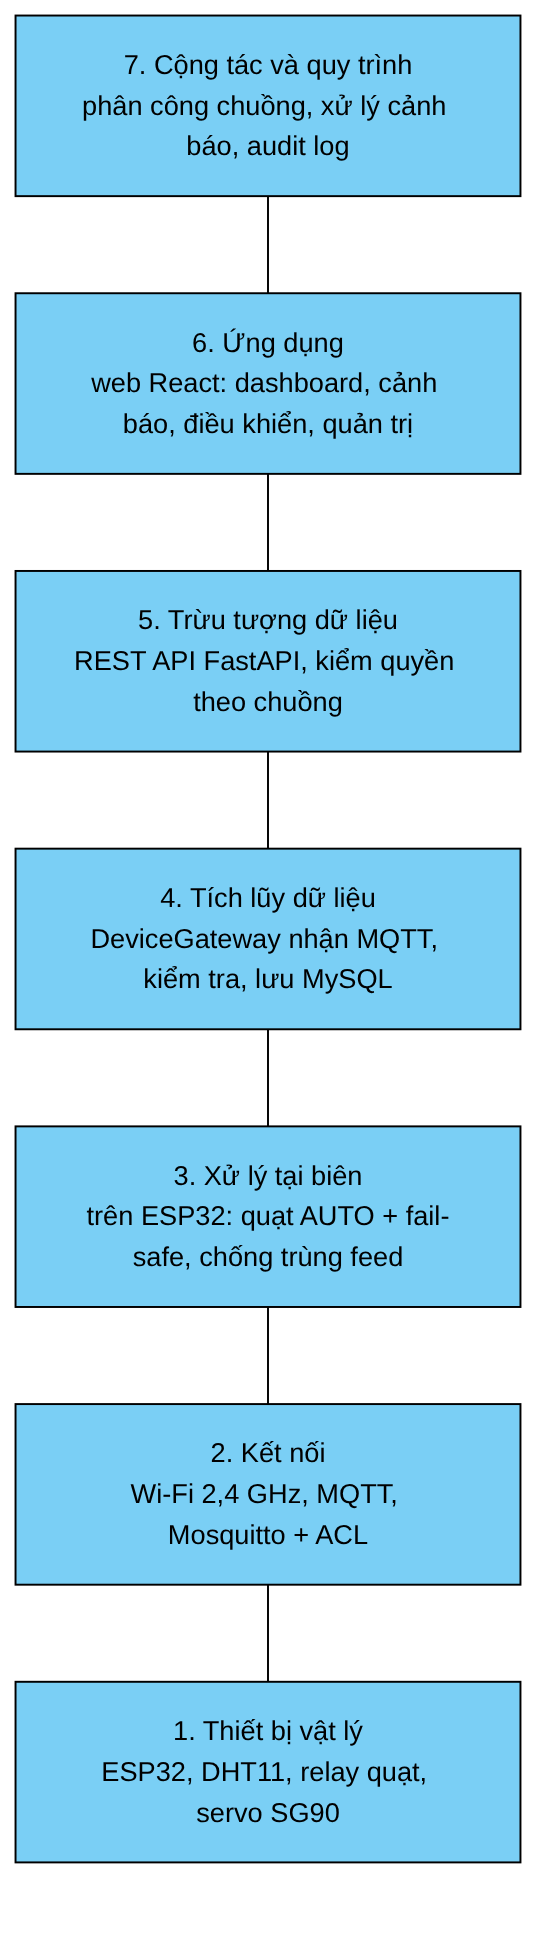 7. Cộng tác và quy trình
phân công chuồng, xử lý cảnh
báo, audit log
6. Ứng dụng
web React: dashboard, cảnh
báo, điều khiển, quản trị
5. Trừu tượng dữ liệu
REST API FastAPI, kiểm quyền
theo chuồng
4. Tích lũy dữ liệu
DeviceGateway nhận MQTT,
kiểm tra, lưu MySQL
3. Xử lý tại biên
trên ESP32: quạt AUTO + fail-
safe, chống trùng feed
2. Kết nối
Wi-Fi 2,4 GHz, MQTT,
Mosquitto + ACL
1. Thiết bị vật lý
ESP32, DHT11, relay quạt,
servo SG90